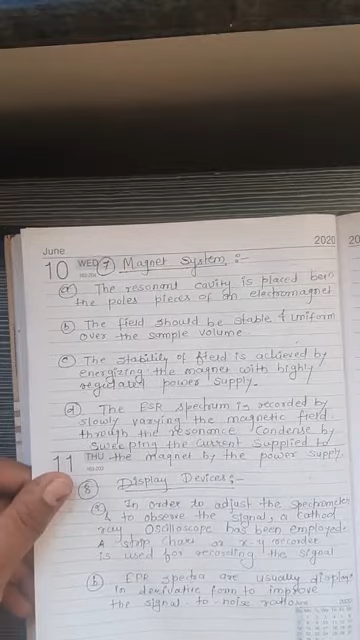 June 2020 20
10 WED ⑦ Magnet System :-
ⓐ The resonant cavity is placed betn
the poles pieces of an electromagnet
ⓑ The field should be stable & uniform
over the sample volume
ⓒ The stability of field is achieved by
energizing the magnet with highly
regulated power supply.
ⓓ The ESR spectrum is recorded by
slowly varying the magnetic field
through the resonance Condense by
sweeping the current supplied to
11 THU the magnet by the power supply.
⑧ Display Devices :-
ⓐ In order to adjust the spectrometer
& to observe the signal, a cathod
ray Oscilloscope has been employed.
A strip chart or x-y recorder
is used for recording the signal
ⓑ EPR spectra are usually display
in derivative form to improve
the signal-to-noise ratio